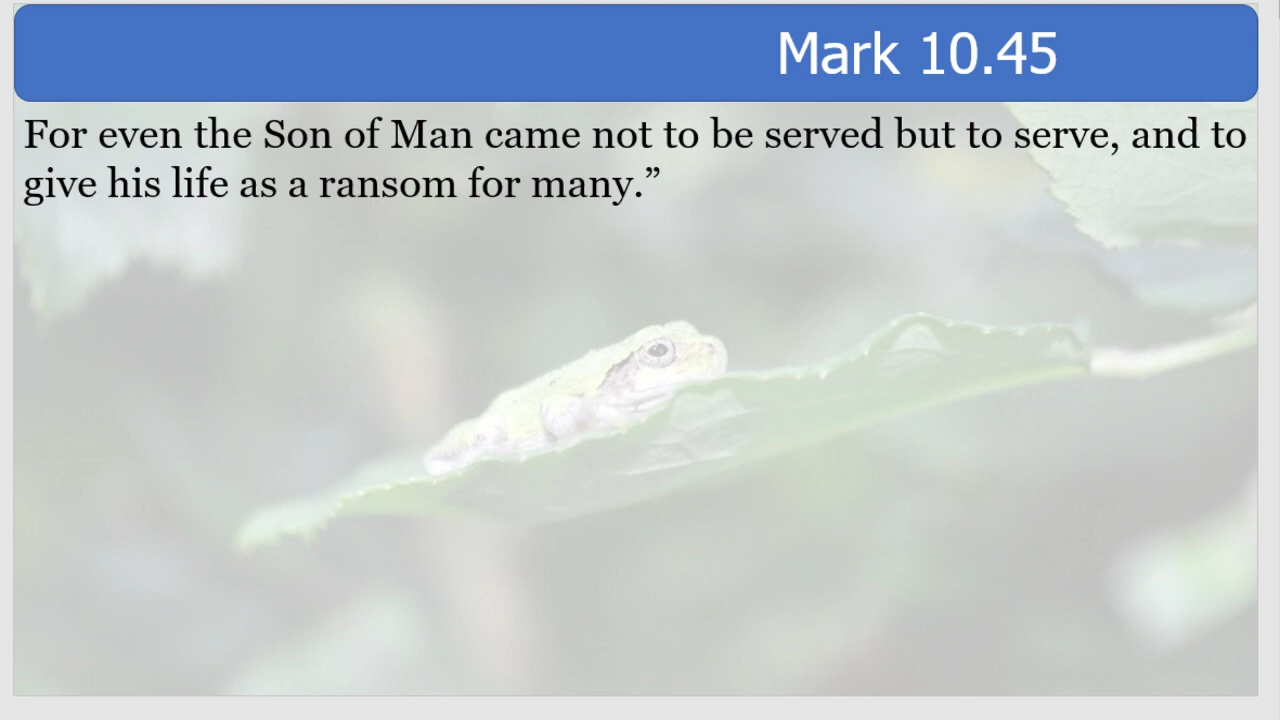 Mark 10.45
For even the Son of Man came not to be served but to serve, and to
give his life as a ransom for many.”